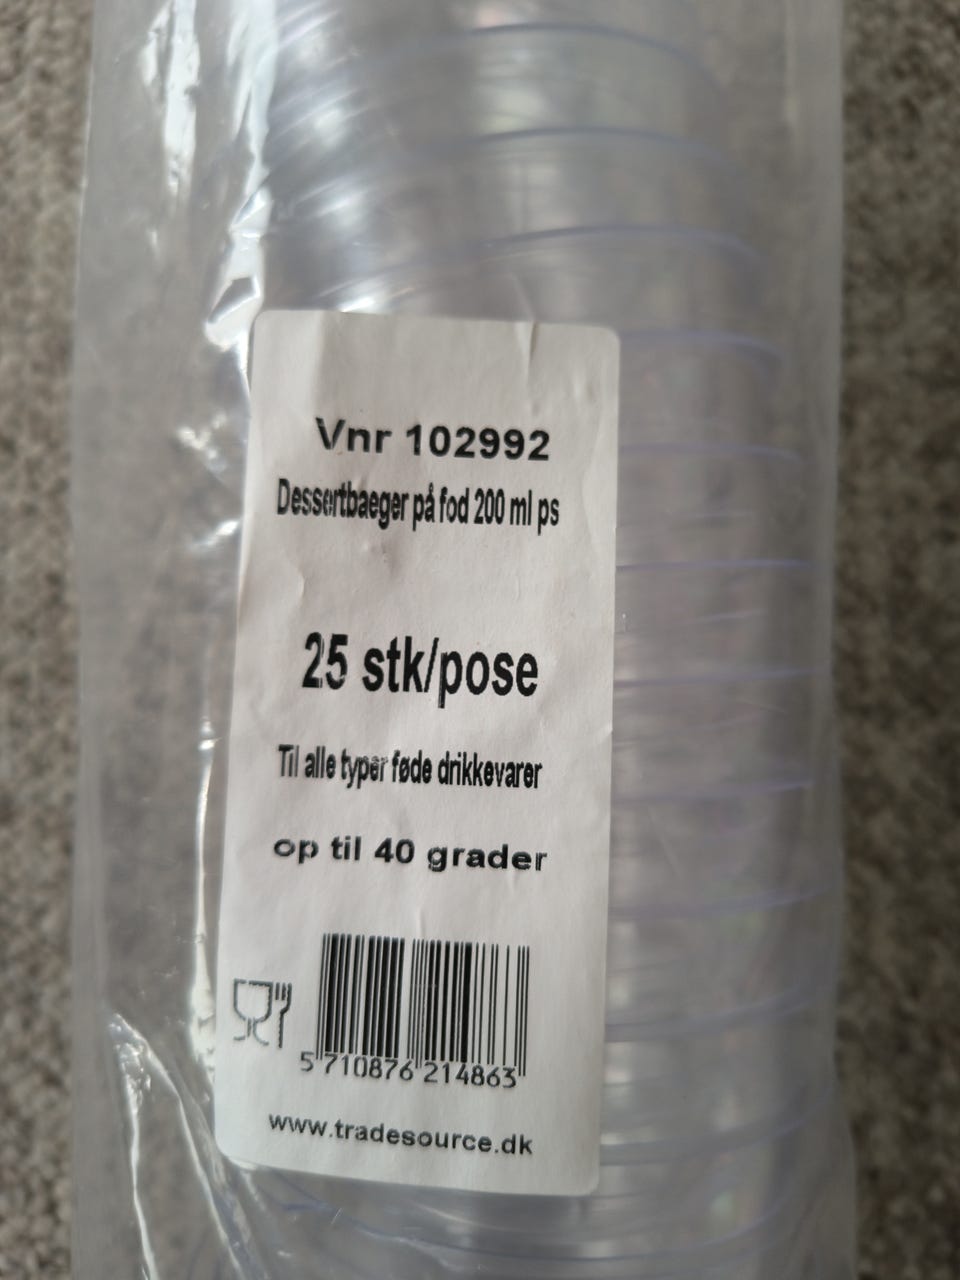 Vnr 102992
Dessertbaeger på fod 200 ml ps
25 stk/pose
Til alle typer føde drikkevarer
op til 40 grader
5 710876 214863
www.tradesource.dk